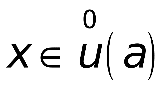 x ∈ u⁰( a)